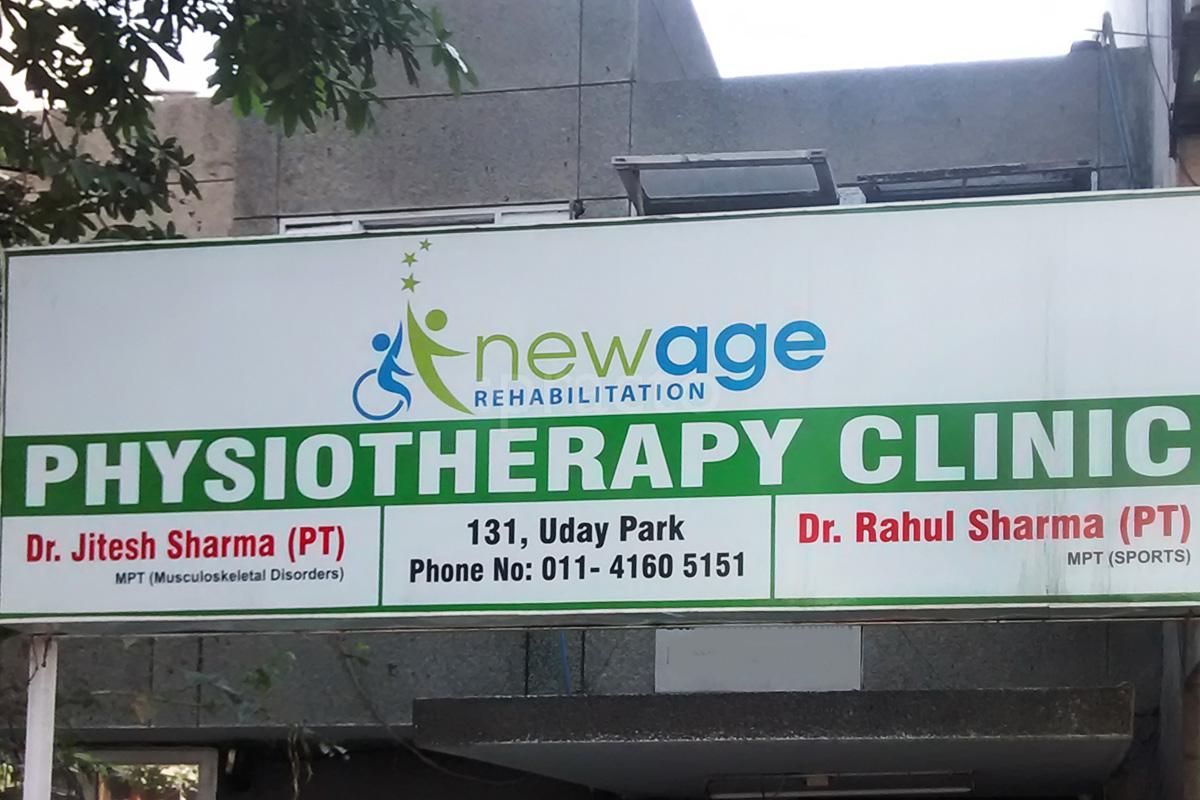 newage
REHABILITATION
PHYSIOTHERAPY CLINIC
Dr. Jitesh Sharma (PT)
MPT (Musculoskeletal Disorders)
131, Uday Park
Phone No: 011- 4160 5151
Dr. Rahul Sharma (PT)
MPT (SPORTS)